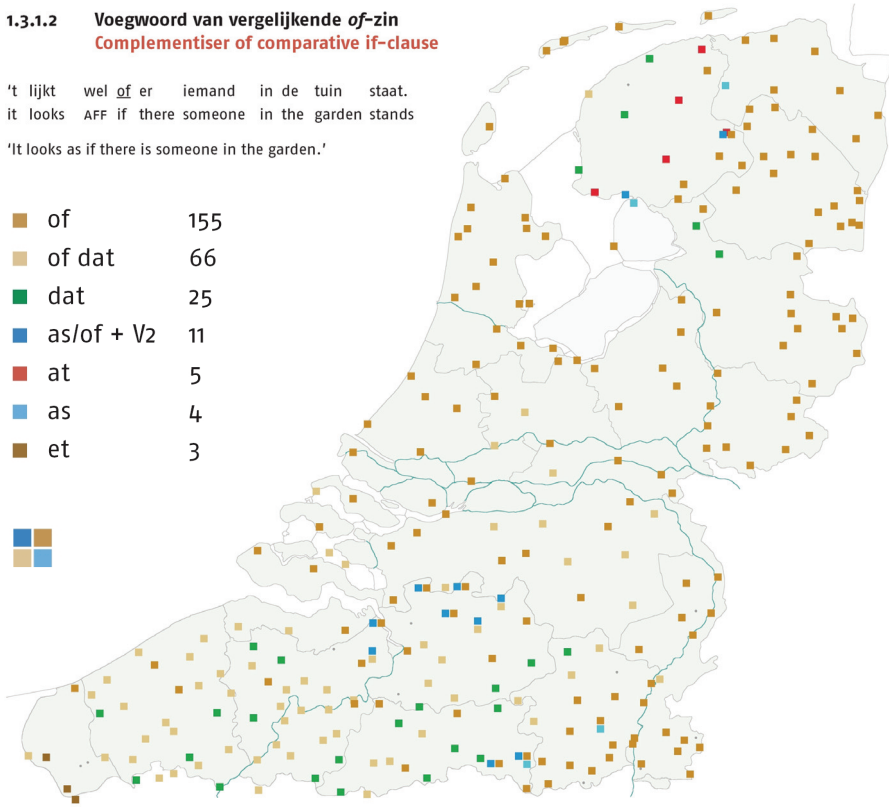 1.3.1.2 Voegwoord van vergelijkende of-zin
Complementiser of comparative if-clause
't lijkt wel of er iemand in de tuin staat.
it looks AFF if there someone in the garden stands
'It looks as if there is someone in the garden.'
of 155
of dat 66
dat 25
as/of + V2 11
at 5
as 4
et 3